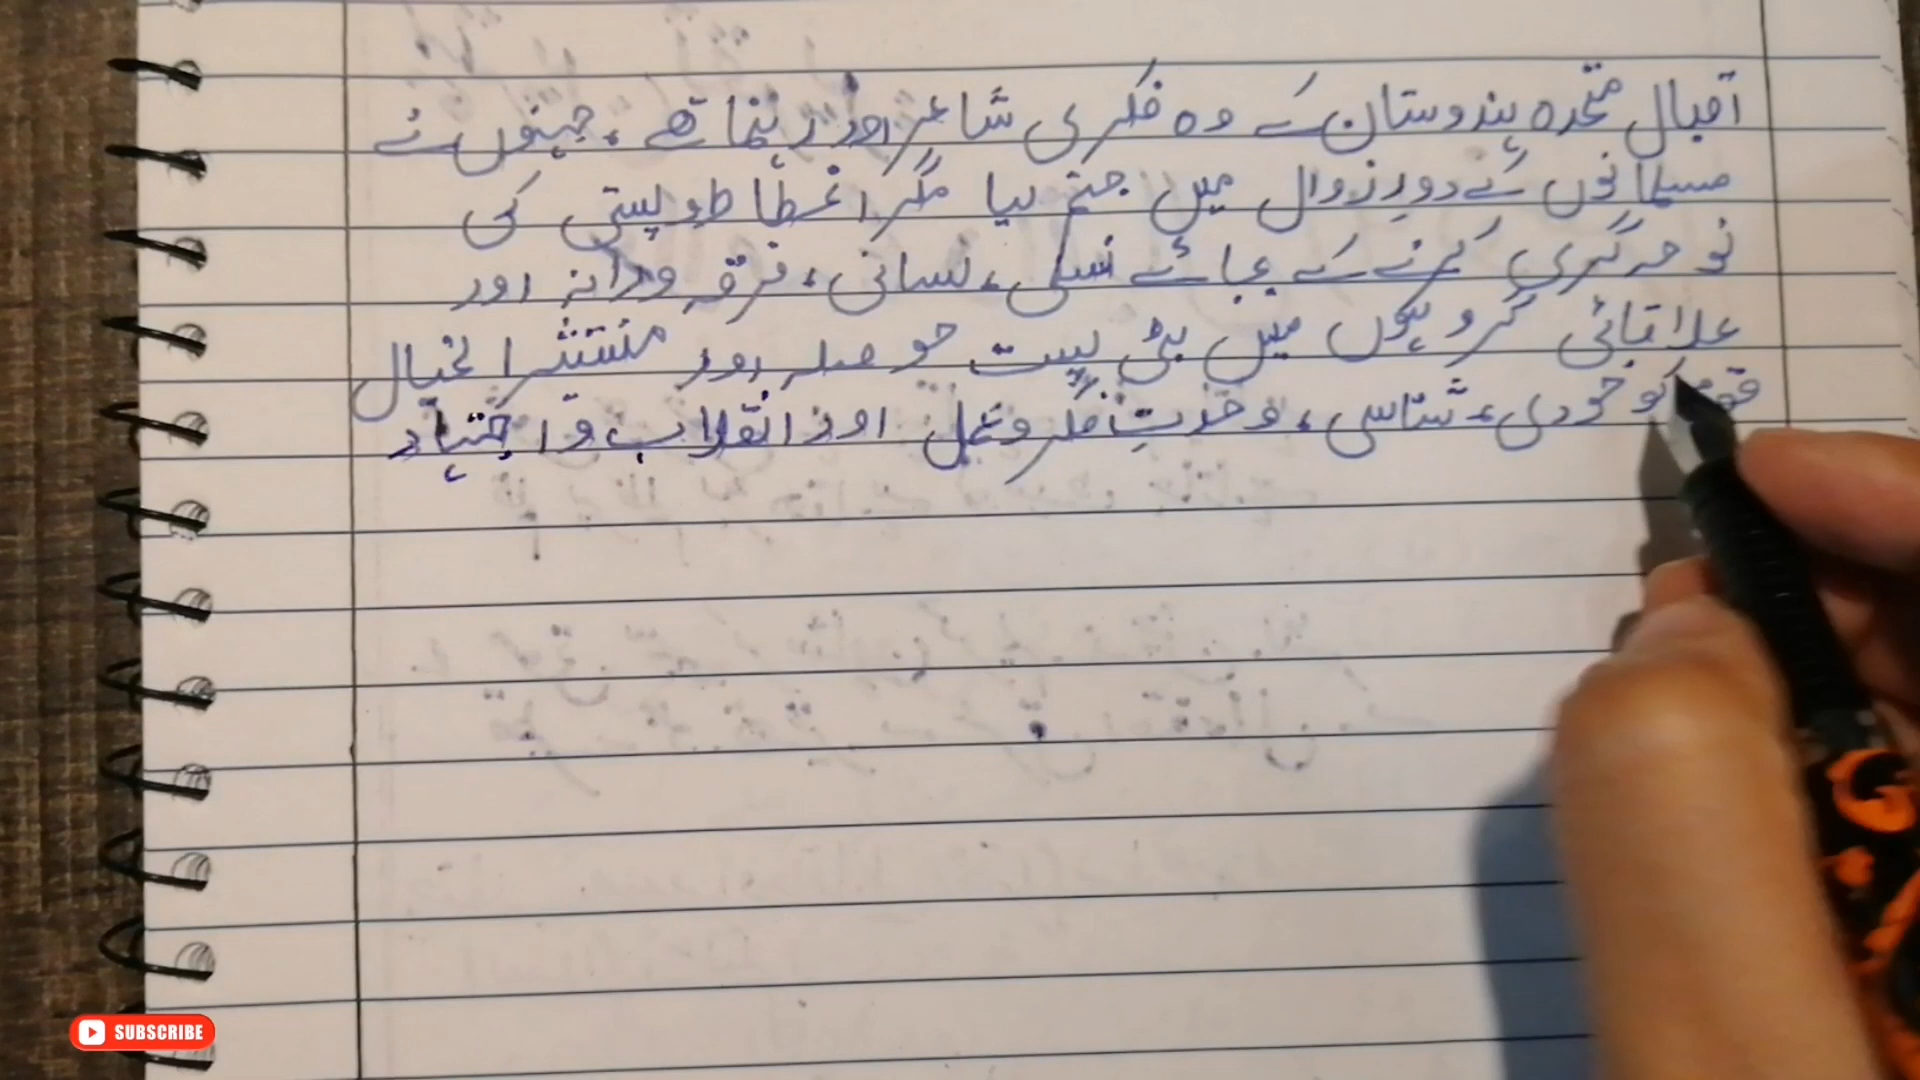 اقبال متحدہ ہندوستان کے وہ فکری شاعر اور رہنما تھے، جہنوں نے
مسلمانوں کے دورِ زوال میں جنم لیا مگر انحطاط و پستی کی
نوحہ گری کرنے کے بجائے نسلی، لسانی، فرقہ ورانہ اور
علاقائی گروہوں میں بٹی پست حوصلہ اور منتشر الخیال
قوم کو خودی، شناسی، وحدتِ فکر و عمل اور انقلاب و اجتہاد
SUBSCRIBE